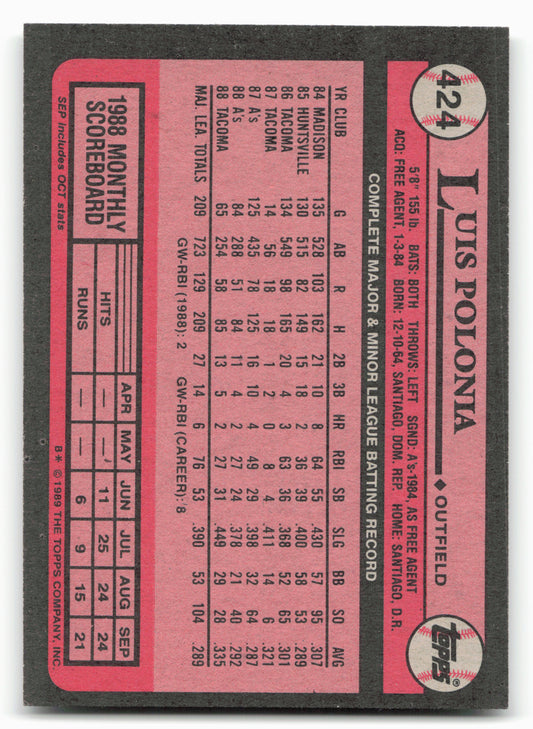 424
LUIS POLONIA ♦ OUTFIELD
Topps
5'8" 155 lb. BATS: BOTH THROWS: LEFT SGND: A's-1984, AS FREE AGENT
ACQ: FREE AGENT, 1-3-84 BORN: 12-10-64, SANTIAGO, DOM. REP. HOME: SANTIAGO, D.R.
COMPLETE MAJOR & MINOR LEAGUE BATTING RECORD
YR CLUB G AB R H 2B 3B HR RBI SB SLG BB SO AVG
84 MADISON 135 528 103 162 21 10 8 64 55 .430 57 95 .307
85 HUNTSVILLE 130 515 82 149 15 18 2 36 39 .400 58 53 .289
86 TACOMA 134 549 98 165 20 4 3 63 36 .368 52 65 .301
87 TACOMA 14 56 18 18 1 2 0 8 4 .411 14 .321
87 A's 125 435 78 125 16 10 4 49 29 .398 32 64 .287
88 A's 84 288 51 84 11 4 2 27 24 .378 21 40 .292
88 TACOMA 65 254 58 85 13 5 2 27 31 .449 29 28 .335
MAJ. LEA. TOTALS 209 723 129 209 27 14 6 76 53 .390 53 104 .289
GW-RBI (1988): 2 GW-RBI (CAREER): 8
1988 MONTHLY
SCOREBOARD
SEP Includes OCT stats.
APR MAY JUN JUL AUG SEP
HITS — — 11 25 24 24
RUNS — — 6 9 15 21
B* © 1989 THE TOPPS COMPANY, INC.